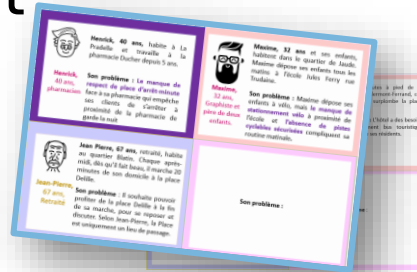 Henrick, 40 ans, habite à La
Pradelle et travaille à la
pharmacie Ducher depuis 5 ans.
Henrick,
40 ans,
pharmacien
Son problème : Le manque de
respect de place d'arrêt-minute
face à sa pharmacie qui empêche
ses clients de s'arrêter à
proximité de la pharmacie de
garde la nuit
Maxime, 32 ans et ses enfants,
habitent dans le quartier de Jaude.
Maxime dépose ses enfants tous les
matins à l'école Jules Ferry rue
Trudaine.
Maxime,
32 ans,
Graphiste et
père de deux
enfants.
Son problème : Maxime dépose ses
enfants à vélo, mais le manque de
stationnement vélo à proximité de
l'école et l'absence de pistes
cyclables sécurisées compliquent sa
routine matinale.
Jean Pierre, 67 ans, retraité, habite
au quartier Blatin. Chaque après-
midi, dès qu'il fait beau, il marche 20
minutes de son domicile à la place
Delille.
Jean-Pierre,
67 ans,
Retraité
Son problème : Il souhaite pouvoir
profiter de la place Delille à la fin
de sa marche, pour se reposer et
discuter. Selon Jean-Pierre, la Place
est uniquement un lieu de passage.
Son problème :
à pied de